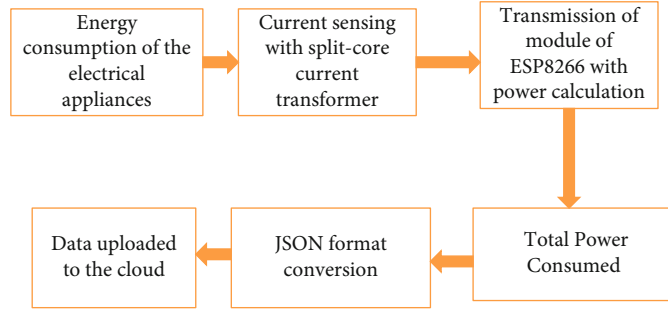 Energy
consumption of the
electrical
appliances
Current sensing
with split-core
current
transformer
Transmission of
module of
ESP8266 with
power calculation
Total Power
Consumed
JSON format
conversion
Data uploaded
to the cloud